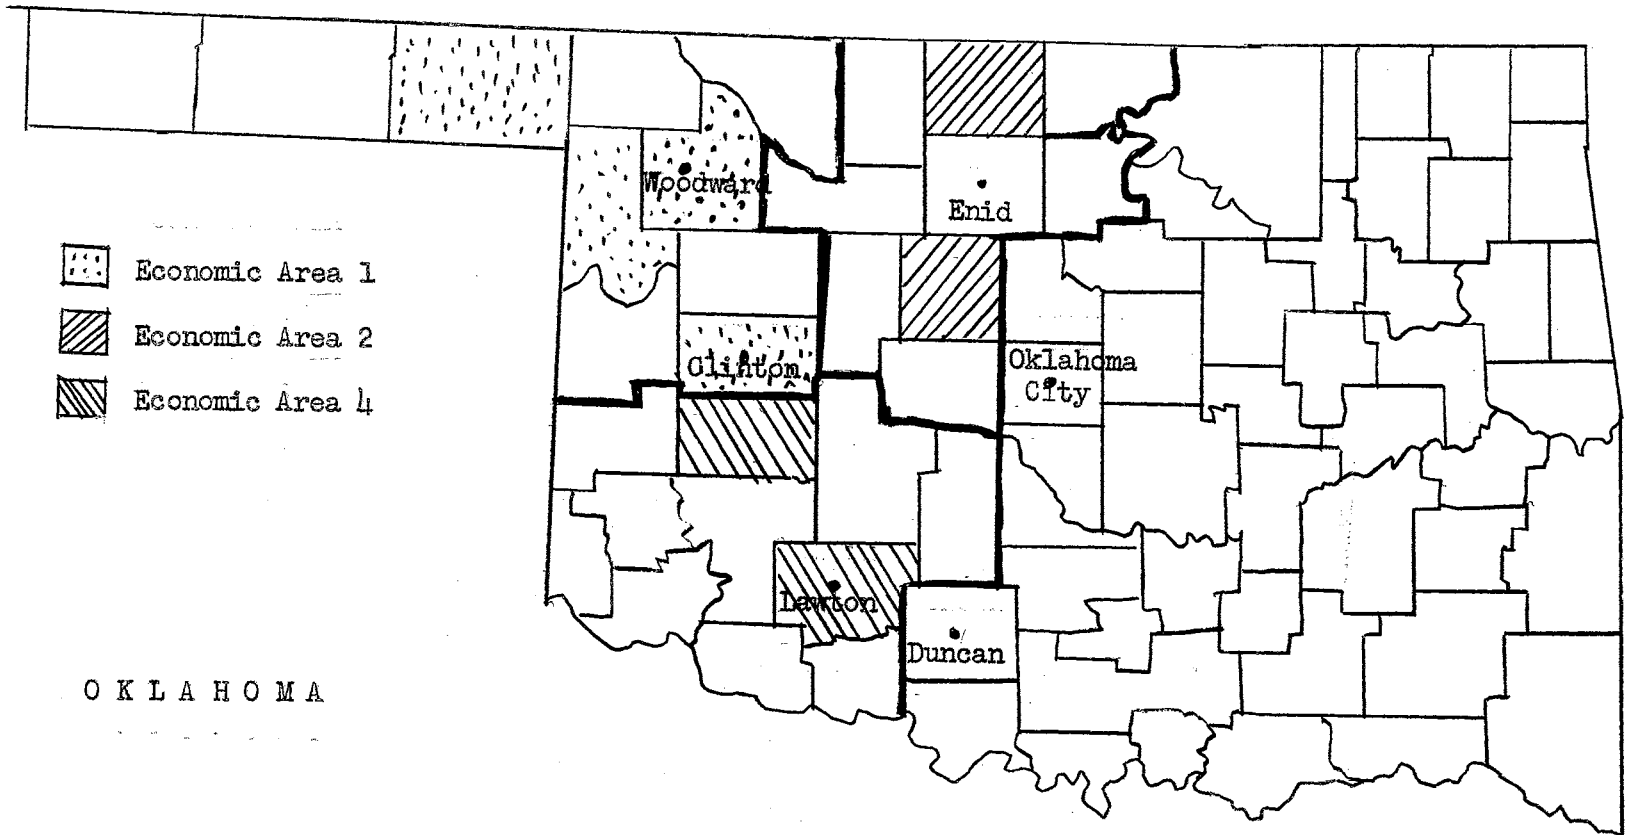 Woodward
Enid
Economic Area 1
Economic Area 2
Economic Area 4
Clinton
Oklahoma
City
Lawton
Duncan
OKLAHOMA